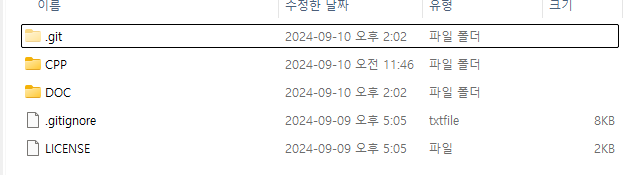 이름 수정한 날짜 유형 크기
.git 2024-09-10 오후 2:02 파일 폴더
CPP 2024-09-10 오전 11:46 파일 폴더
DOC 2024-09-10 오후 2:02 파일 폴더
.gitignore 2024-09-09 오후 5:05 txtfile 8KB
LICENSE 2024-09-09 오후 5:05 파일 2KB